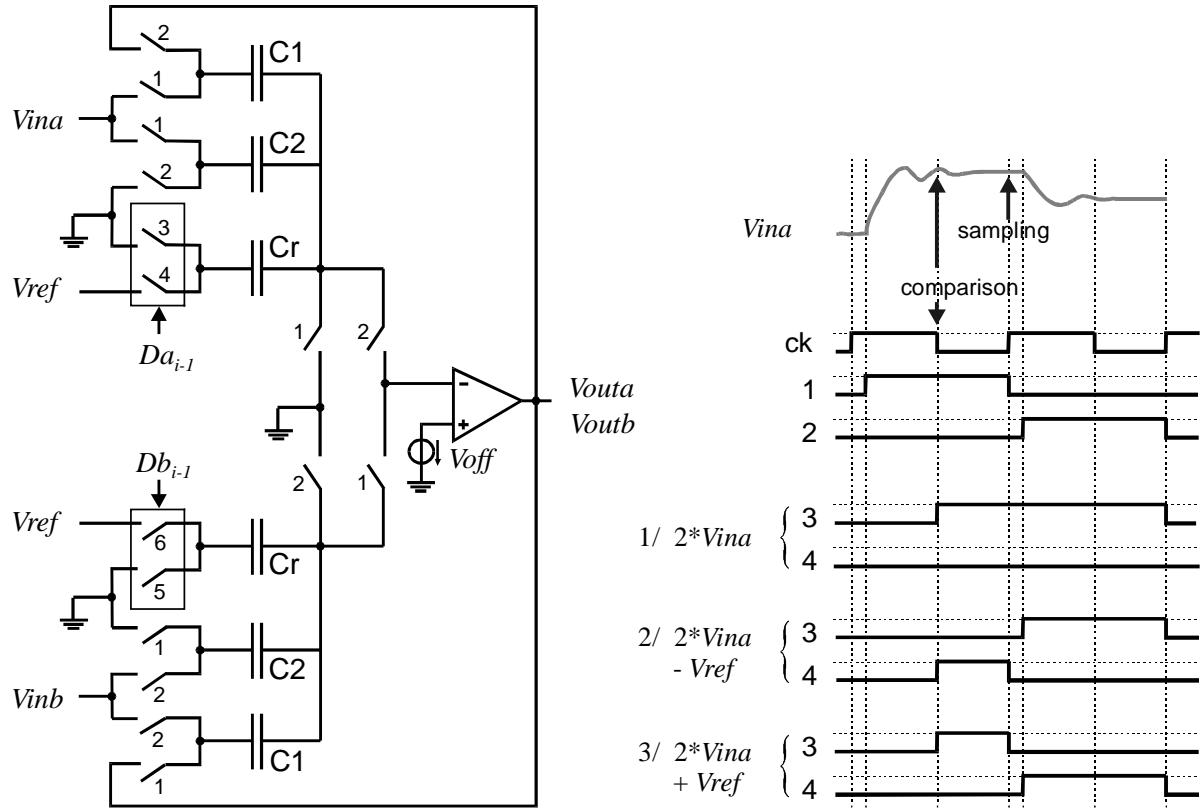 2
C1
1
Vina
1
C2
2
3
Cr
4
Vref
Da i-1
1
2
Vouta
Voutb
Voff
Db i-1
2
1
Vref
6
Cr
5
1
C2
Vinb
2
2
C1
1
Vina
sampling
comparison
ck
1
2
1/ 2*Vina
3
4
2/ 2*Vina
- Vref
3
4
3/ 2*Vina
+ Vref
3
4